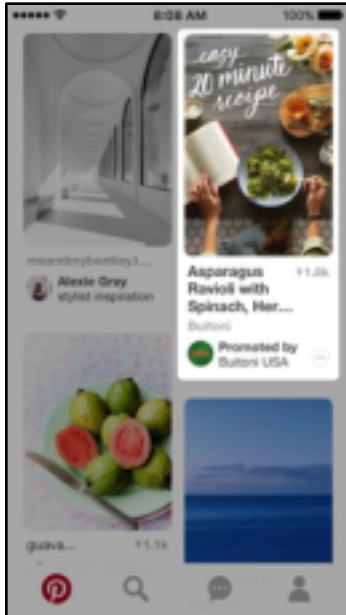 8:08 AM
100%
easy
20 minute
recipe
meandmybentley.t...
Alexie Gray
stylist inspiration
Asparagus
Ravioli with
Spinach, Her...
1.8k
Buitoni
Promoted by
Buitoni USA
guava...
1.1k